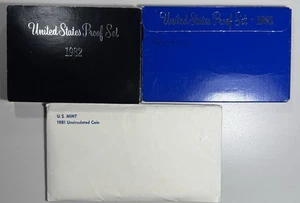 United States Proof Set
1982
United States Proof Set
U.S. MINT
1981 Uncirculated Coin